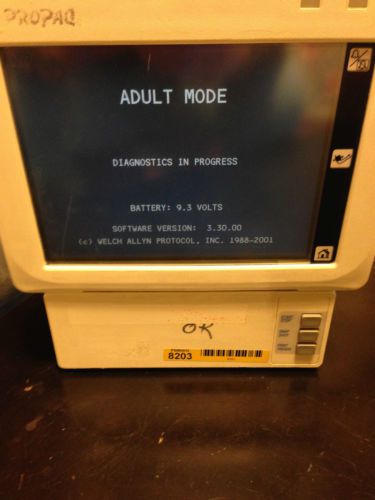 PROPAQ
ADULT MODE
DIAGNOSTICS IN PROGRESS
BATTERY: 9.3 VOLTS
SOFTWARE VERSION: 3.30.00
(c) WELCH ALLYN PROTOCOL, INC. 1988-2001
OK
8203